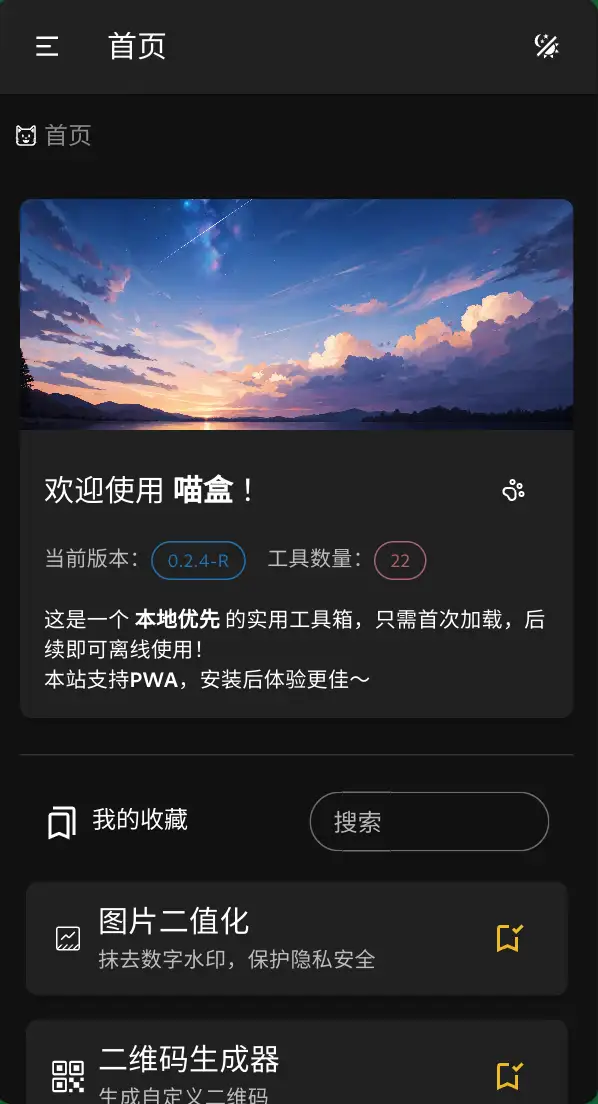 首页
首页
欢迎使用 喵盒！
当前版本： 0.2.4-R 工具数量： 22
这是一个 本地优先 的实用工具箱，只需首次加载，后
续即可离线使用！
本站支持PWA，安装后体验更佳～
我的收藏 搜索
图片二值化
抹去数字水印，保护隐私安全
二维码生成器
生成自定义二维码